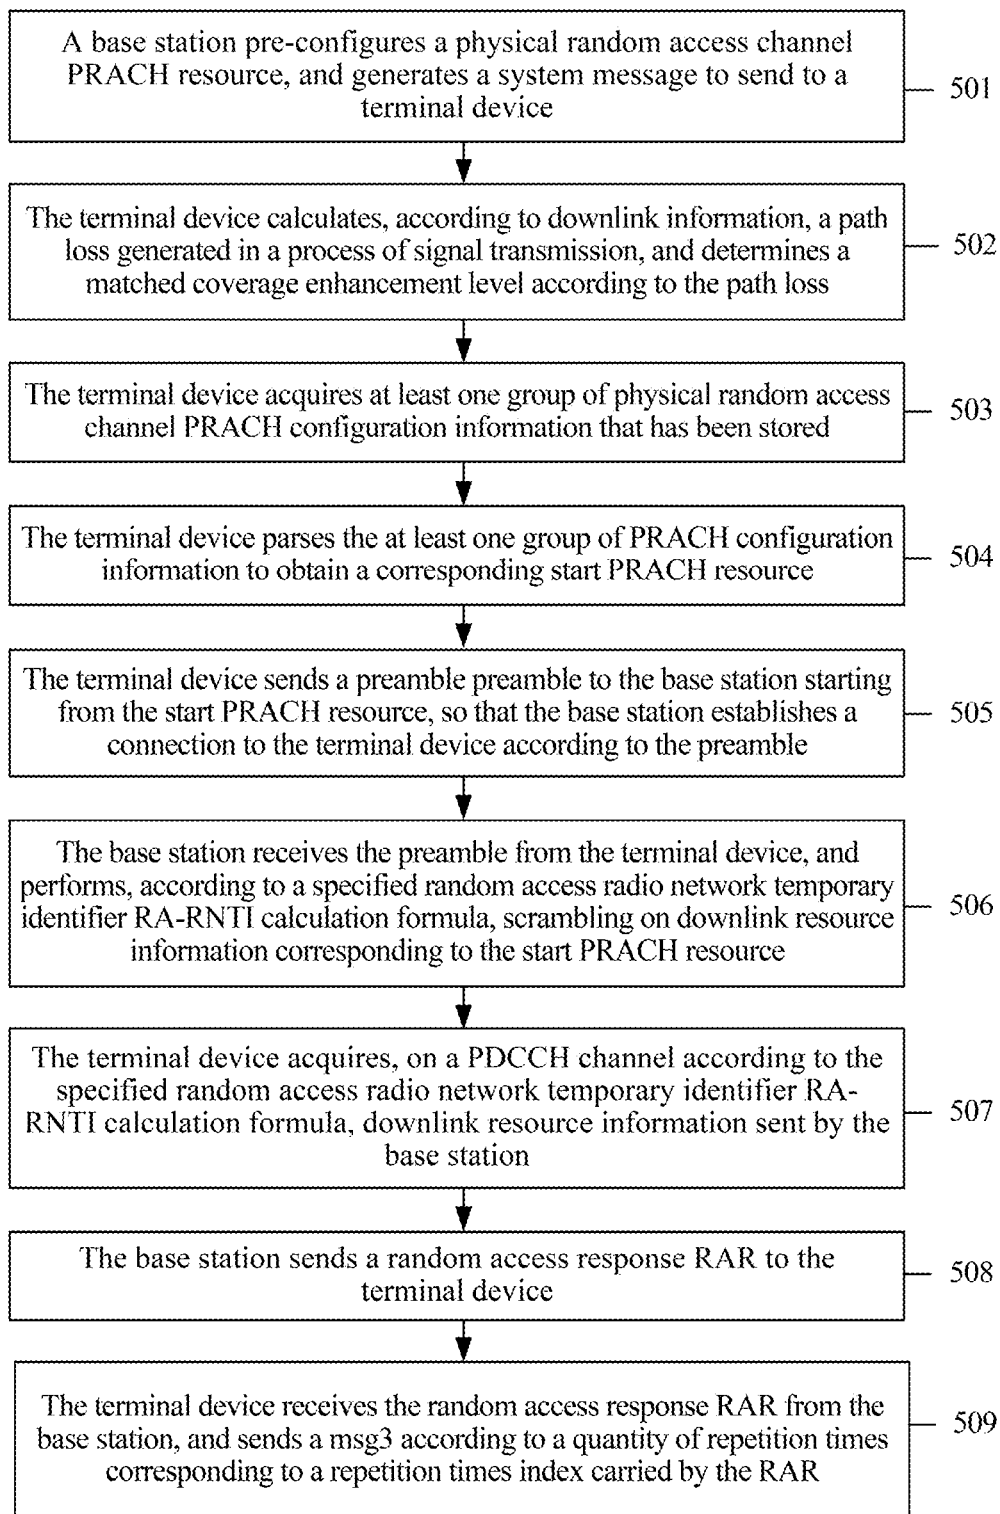 A base station pre-configures a physical random access channel
PRACH resource, and generates a system message to send to a
terminal device
501
The terminal device calculates, according to downlink information, a path
loss generated in a process of signal transmission, and determines a
matched coverage enhancement level according to the path loss
502
The terminal device acquires at least one group of physical random access
channel PRACH configuration information that has been stored
503
The terminal device parses the at least one group of PRACH configuration
information to obtain a corresponding start PRACH resource
504
The terminal device sends a preamble preamble to the base station starting
from the start PRACH resource, so that the base station establishes a
connection to the terminal device according to the preamble
505
The base station receives the preamble from the terminal device, and
performs, according to a specified random access radio network temporary
identifier RA-RNTI calculation formula, scrambling on downlink resource
information corresponding to the start PRACH resource
506
The terminal device acquires, on a PDCCH channel according to the
specified random access radio network temporary identifier RA-
RNTI calculation formula, downlink resource information sent by the
base station
507
The base station sends a random access response RAR to the
terminal device
508
The terminal device receives the random access response RAR from the
base station, and sends a msg3 according to a quantity of repetition times
corresponding to a repetition times index carried by the RAR
509